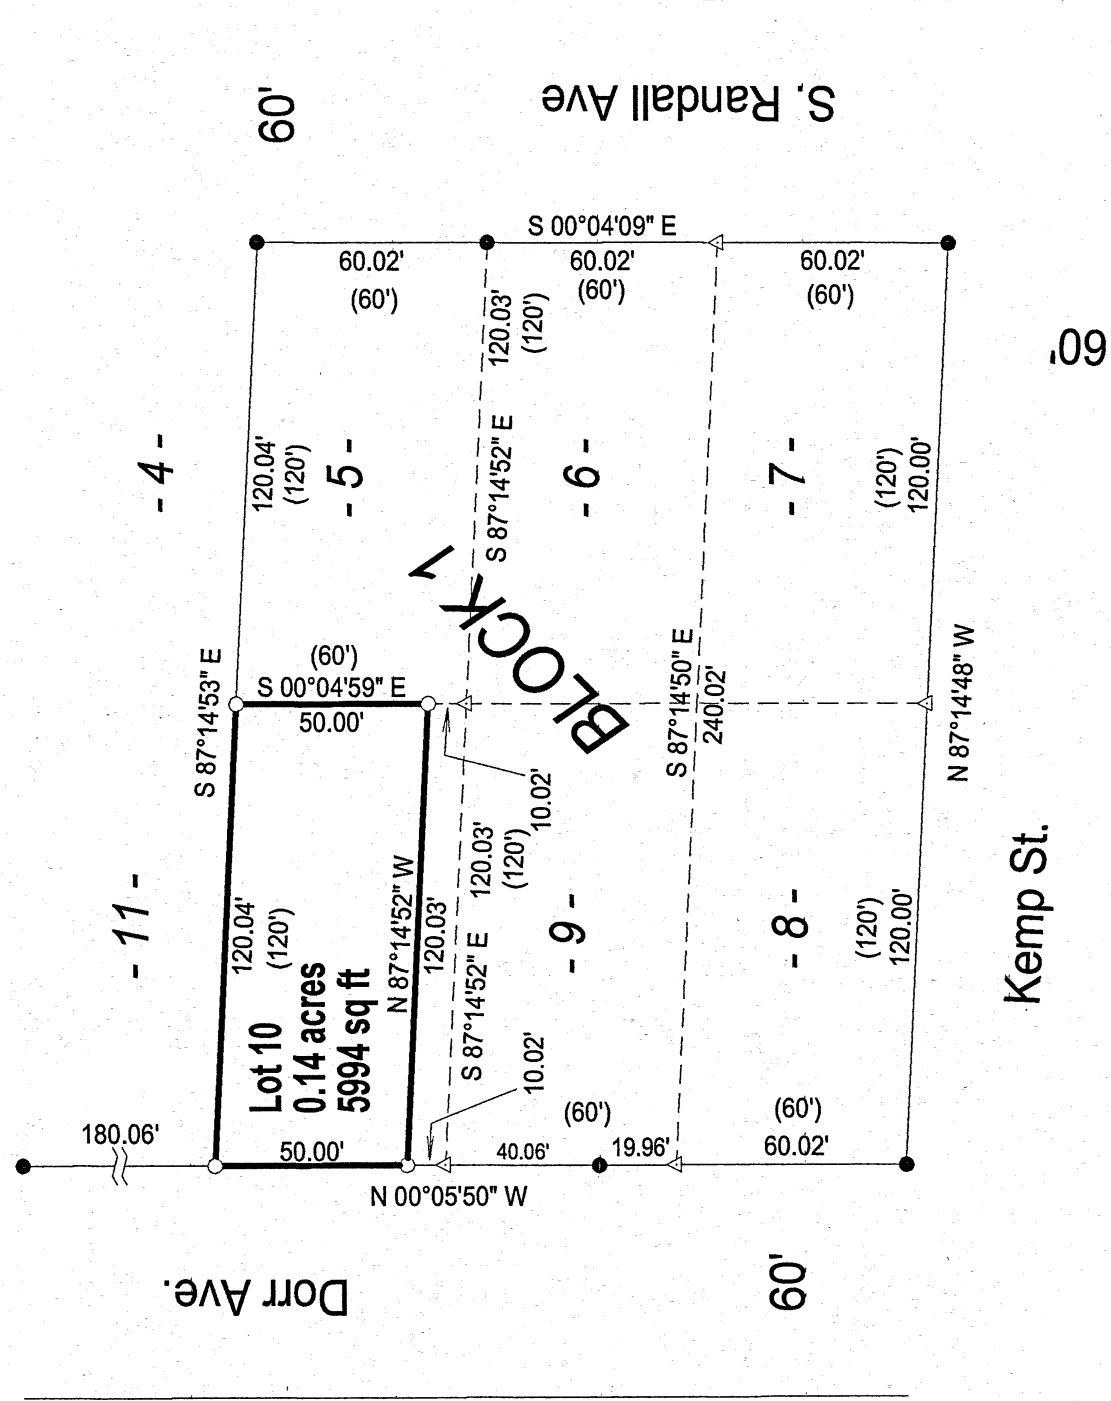 S. Randall Ave
60'
S 00°04'09" E
60.02'
(60')
60.02'
(60')
60.02'
(60')
120.03'
(120')
60'
- 4 -
120.04'
(120')
- 5 -
S 87°14'52" E
- 6 -
- 7 -
(120')
120.00'
BLOCK 1
S 87°14'53" E
(60')
S 00°04'59" E
50.00'
S 87°14'50" E
240.02'
N 87°14'48" W
10.02'
120.03'
(120')
- 11 -
120.04'
(120')
N 87°14'52" W
120.03'
S 87°14'52" E
- 9 -
- 8 -
(120')
120.00'
Kemp St.
Lot 10
0.14 acres
5994 sq ft
10.02'
(60')
(60')
180.06'
50.00'
40.06'
19.96'
60.02'
N 00°05'50" W
Dorr Ave.
60'